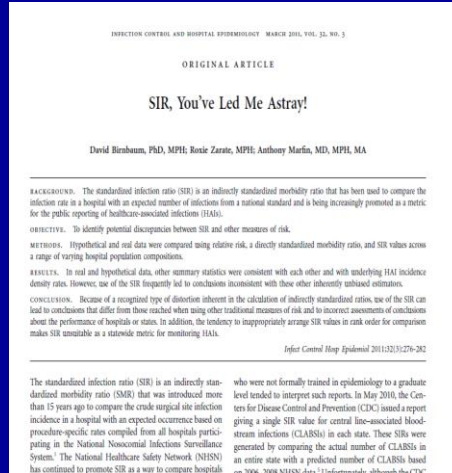 INFECTION CONTROL AND HOSPITAL EPIDEMIOLOGY MARCH 2011, VOL. 32, NO. 3
ORIGINAL ARTICLE
SIR, You've Led Me Astray!
David Birnbaum, PhD, MPH; Roxie Zarate, MPH; Anthony Marfin, MD, MPH, MA
BACKGROUND. The standardized infection ratio (SIR) is an indirectly standardized morbidity ratio that has been used to compare the
infection rate in a hospital with an expected number of infections from a national standard and is being increasingly promoted as a metric
for the public reporting of healthcare-associated infections (HAIs).
OBJECTIVE. To identify potential discrepancies between SIR and other measures of risk.
METHODS. Hypothetical and real data were compared using relative risk, a directly standardized morbidity ratio, and SIR values across
a range of varying hospital population compositions.
RESULTS. In real and hypothetical data, other summary statistics were consistent with each other and with underlying HAI incidence
density rates. However, use of the SIR frequently led to conclusions inconsistent with these other inherently unbiased estimators.
CONCLUSION. Because of a recognized type of distortion inherent in the calculation of indirectly standardized ratios, use of the SIR can
lead to conclusions that differ from those reached when using other traditional measures of risk and to incorrect assessments of conclusions
about the performance of hospitals or states. In addition, the tendency to inappropriately arrange SIR values in rank order for comparison
makes SIR unsuitable as a statewide metric for monitoring HAIs.
Infect Control Hosp Epidemiol 2011;32(3):276-282
The standardized infection ratio (SIR) is an indirectly stan-
dardized morbidity ratio (SMR) that was introduced more
than 15 years ago to compare the crude surgical site infection
incidence in a hospital with an expected occurrence based on
procedure-specific rates compiled from all hospitals partici-
pating in the National Nosocomial Infections Surveillance
System.¹ The National Healthcare Safety Network (NHSN)
has continued to promote SIR as a way to compare hospitals
who were not formally trained in epidemiology to a graduate
level tended to interpret such reports. In May 2010, the Cen-
ters for Disease Control and Prevention (CDC) issued a report
giving a single SIR value for central line–associated blood-
stream infections (CLABSIs) in each state. These SIRs were
generated by comparing the actual number of CLABSIs in
an entire state with a predicted number of CLABSIs based
on 2006–2008 NHSN data.² Unfortunately, although the CDC